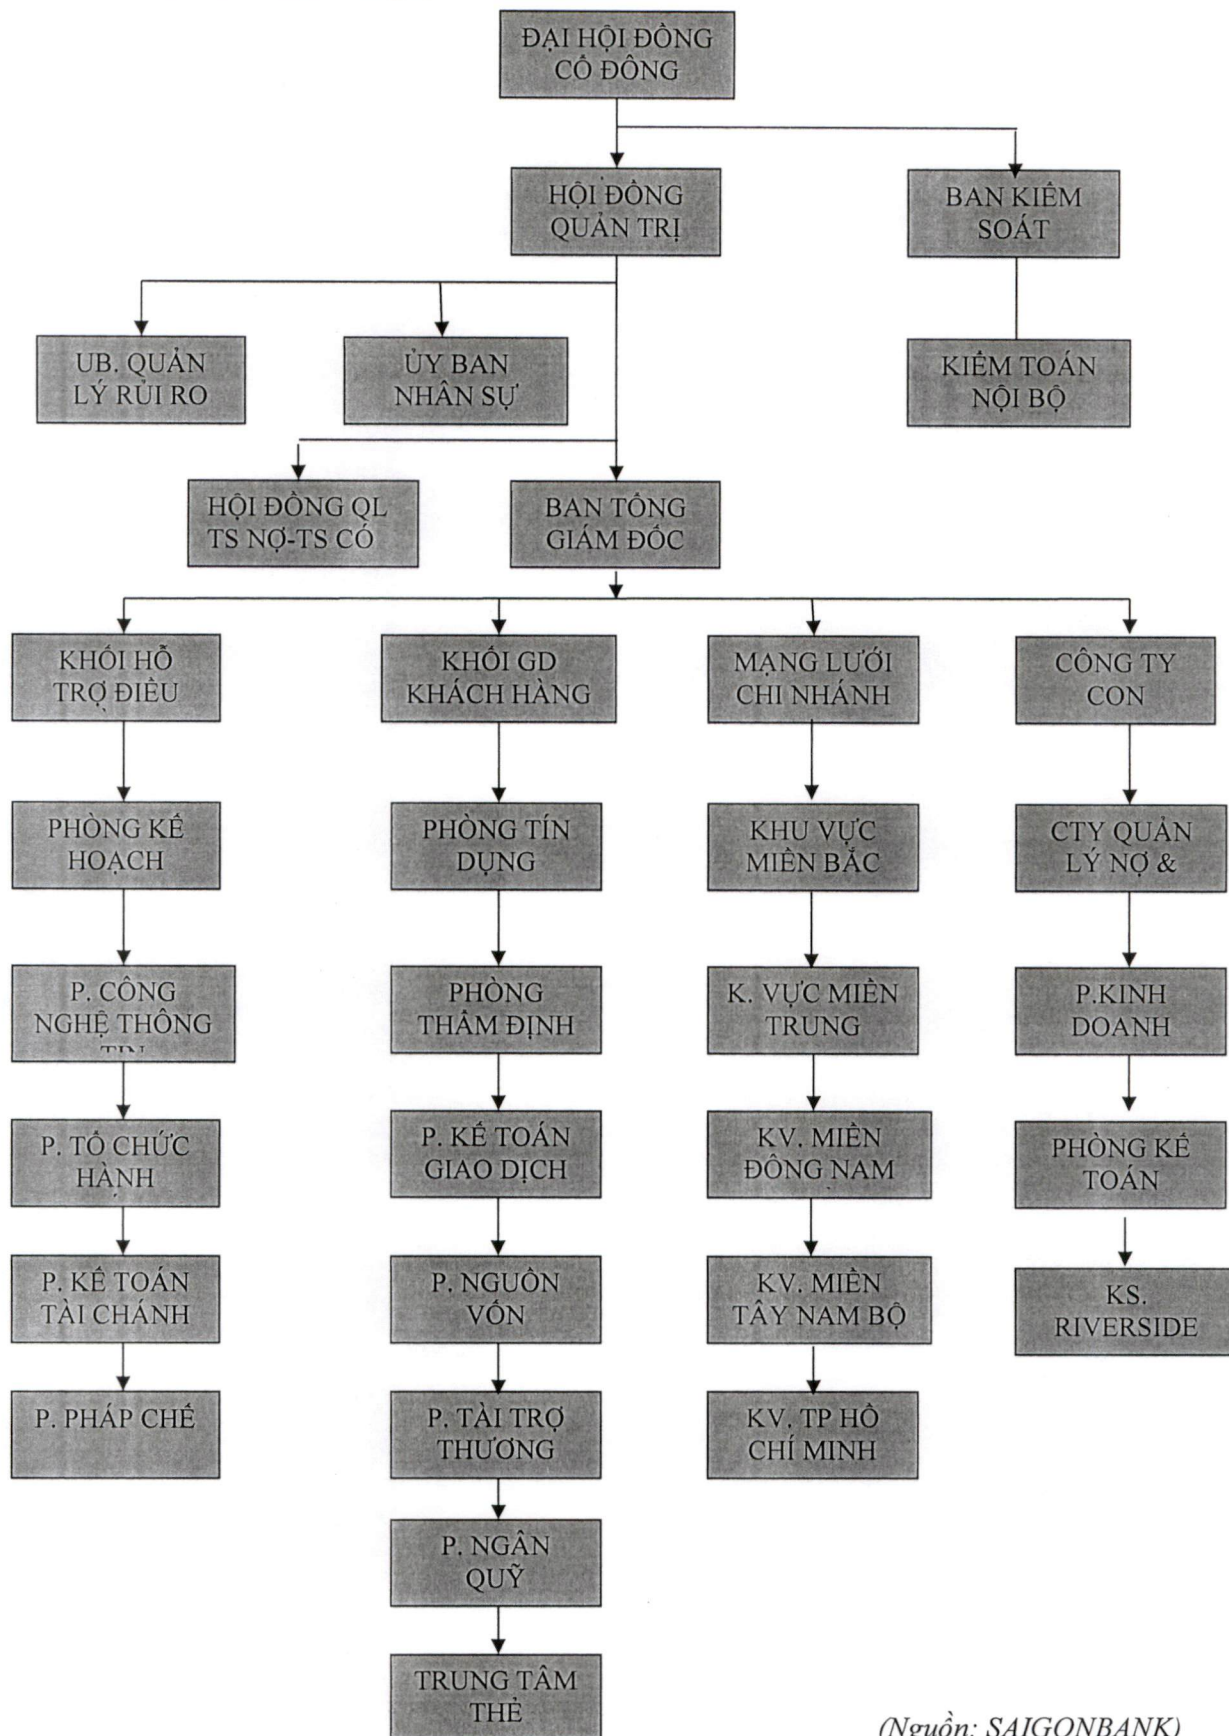 ĐẠI HỘI ĐỒNG
CỔ ĐÔNG
HỘI ĐỒNG
QUẢN TRỊ
BAN KIỂM
SOÁT
UB. QUẢN
LÝ RỦI RO
ỦY BAN
NHÂN SỰ
KIỂM TOÁN
NỘI BỘ
HỘI ĐỒNG QL
TS NỢ-TS CÓ
BAN TỔNG
GIÁM ĐỐC
KHỐI HỖ
TRỢ ĐIỀU
KHỐI GD
KHÁCH HÀNG
MẠNG LƯỚI
CHI NHÁNH
CÔNG TY
CON
PHÒNG KẾ
HOẠCH
PHÒNG TÍN
DỤNG
KHU VỰC
MIỀN BẮC
CTY QUẢN
LÝ NỢ &
P. CÔNG
NGHỆ THÔNG
TIN
PHÒNG
THẨM ĐỊNH
K. VỰC MIỀN
TRUNG
P.KINH
DOANH
P. TỔ CHỨC
HÀNH
P. KẾ TOÁN
GIAO DỊCH
KV. MIỀN
ĐÔNG NAM
PHÒNG KẾ
TOÁN
P. KẾ TOÁN
TÀI CHÁNH
P. NGUỒN
VỐN
KV. MIỀN
TÂY NAM BỘ
KS.
RIVERSIDE
P. PHÁP CHẾ
P. TÀI TRỢ
THƯƠNG
KV. TP HỒ
CHÍ MINH
P. NGÂN
QUỸ
TRUNG TÂM
THẺ
(Nguồn: SAIGONBANK)